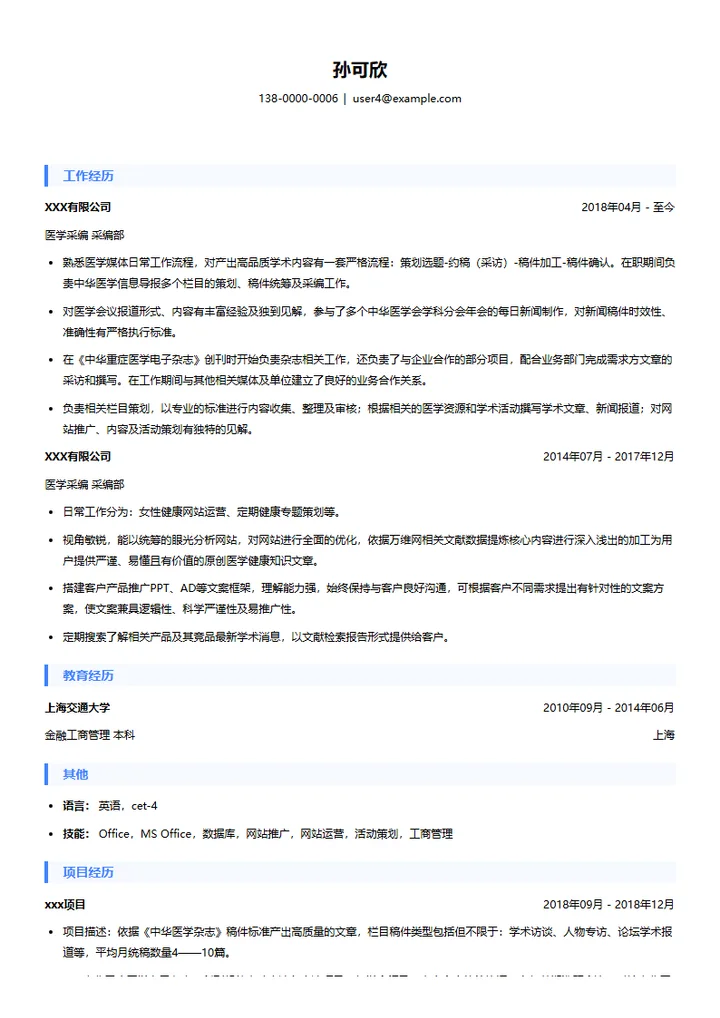 孙可欣
138-0000-0006 | user4@example.com
工作经历
XXX有限公司 2018年04月 - 至今
医学采编 采编部
• 熟悉医学媒体日常工作流程，对产出高品质学术内容有一套严格流程：策划选题-约稿（采访）-稿件加工-稿件确认。在职期间负
责中华医学信息导报多个栏目的策划、稿件统筹及采编工作。
• 对医学会议报道形式、内容有丰富经验及独到见解，参与了多个中华医学会学科分会年会的每日新闻制作，对新闻稿件时效性、
准确性有严格执行标准。
• 在《中华重症医学电子杂志》创刊时开始负责杂志相关工作，还负责了与企业合作的部分项目，配合业务部门完成需求方文章的
采访和撰写。在工作期间与其他相关媒体及单位建立了良好的业务合作关系。
• 负责相关栏目策划，以专业的标准进行内容收集、整理及审核；根据相关的医学资源和学术活动撰写学术文章、新闻报道；对网
站推广、内容及活动策划有独特的见解。
XXX有限公司 2014年07月 - 2017年12月
医学采编 采编部
• 日常工作分为：女性健康网站运营、定期健康专题策划等。
• 视角敏锐，能以统筹的眼光分析网站，对网站进行全面的优化，依据万维网相关文献数据提炼核心内容进行深入浅出的加工为用
户提供严谨、易懂且有价值的原创医学健康知识文章。
• 搭建客户产品推广PPT、AD等文案框架，理解能力强，始终保持与客户良好沟通，可根据客户不同需求提出有针对性的文案方
案，使文案兼具逻辑性、科学严谨性及易推广性。
• 定期搜索了解相关产品及其竞品最新学术消息，以文献检索报告形式提供给客户。
教育经历
上海交通大学 2010年09月 - 2014年06月
金融工商管理 本科 上海
其他
• 语言： 英语，cet-4
• 技能： Office，MS Office，数据库，网站推广，网站运营，活动策划，工商管理
项目经历
xxx项目 2018年09月 - 2018年12月
• 项目描述：依据《中华医学杂志》稿件标准产出高质量的文章，栏目稿件类型包括但不限于：学术访谈、人物专访、论坛学术报
道等，平均月统稿数量4——10篇。